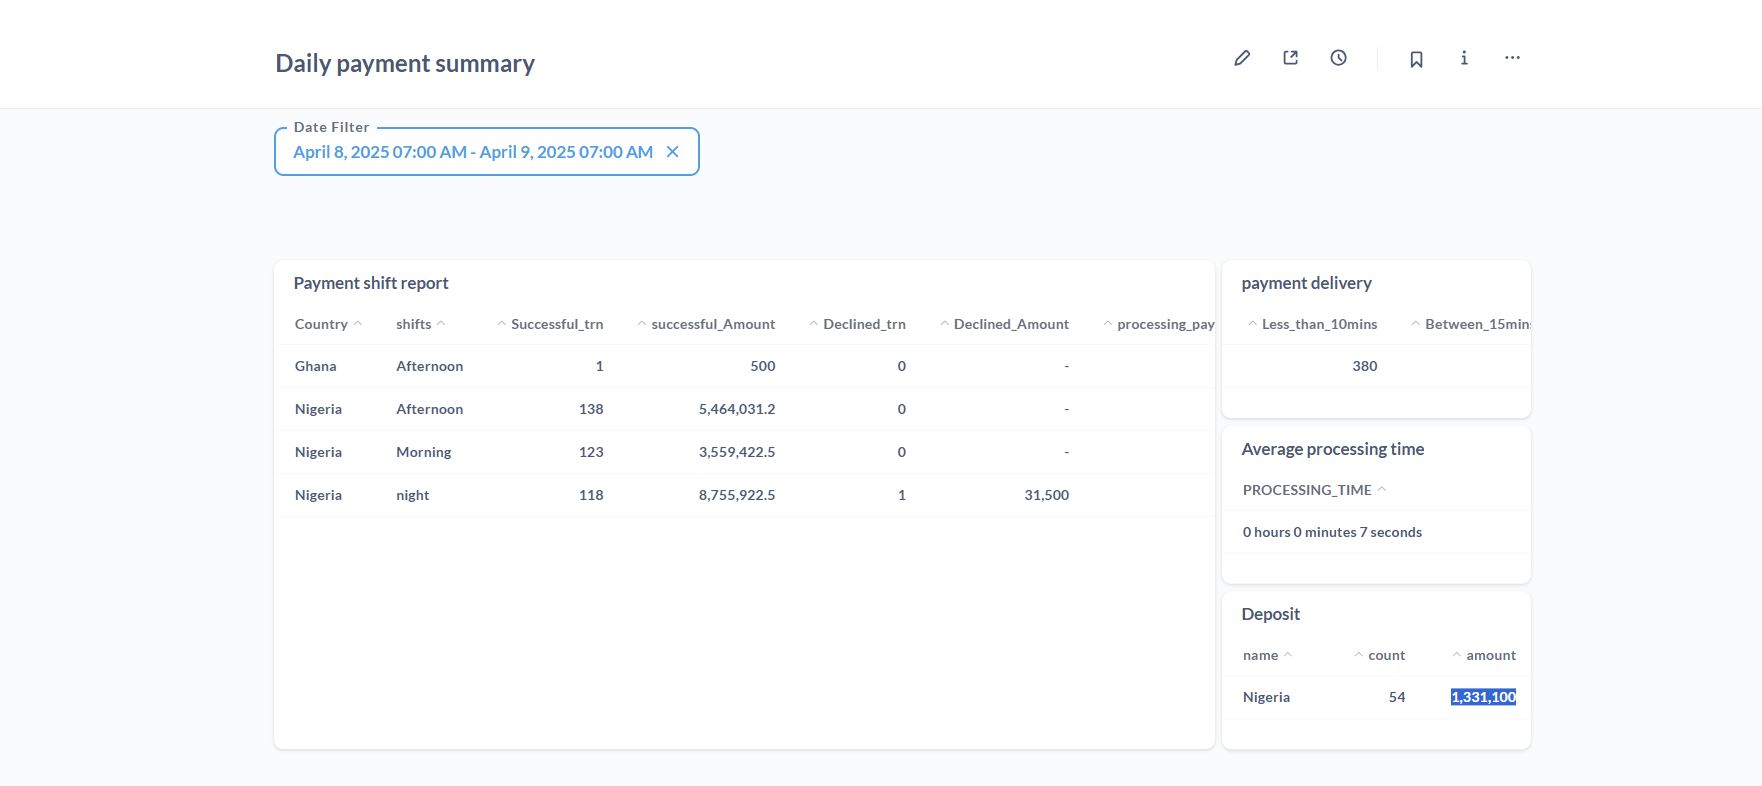 Daily payment summary
Date Filter
April 8, 2025 07:00 AM - April 9, 2025 07:00 AM
Payment shift report
Country shifts Successful_trn successful_Amount Declined_trn Declined_Amount processing_pay
Ghana Afternoon 1 500 0 -
Nigeria Afternoon 138 5,464,031.2 0 -
Nigeria Morning 123 3,559,422.5 0 -
Nigeria night 118 8,755,922.5 1 31,500
payment delivery
Less_than_10mins Between_15mins
380
Average processing time
PROCESSING_TIME
0 hours 0 minutes 7 seconds
Deposit
name count amount
Nigeria 54 1,331,100